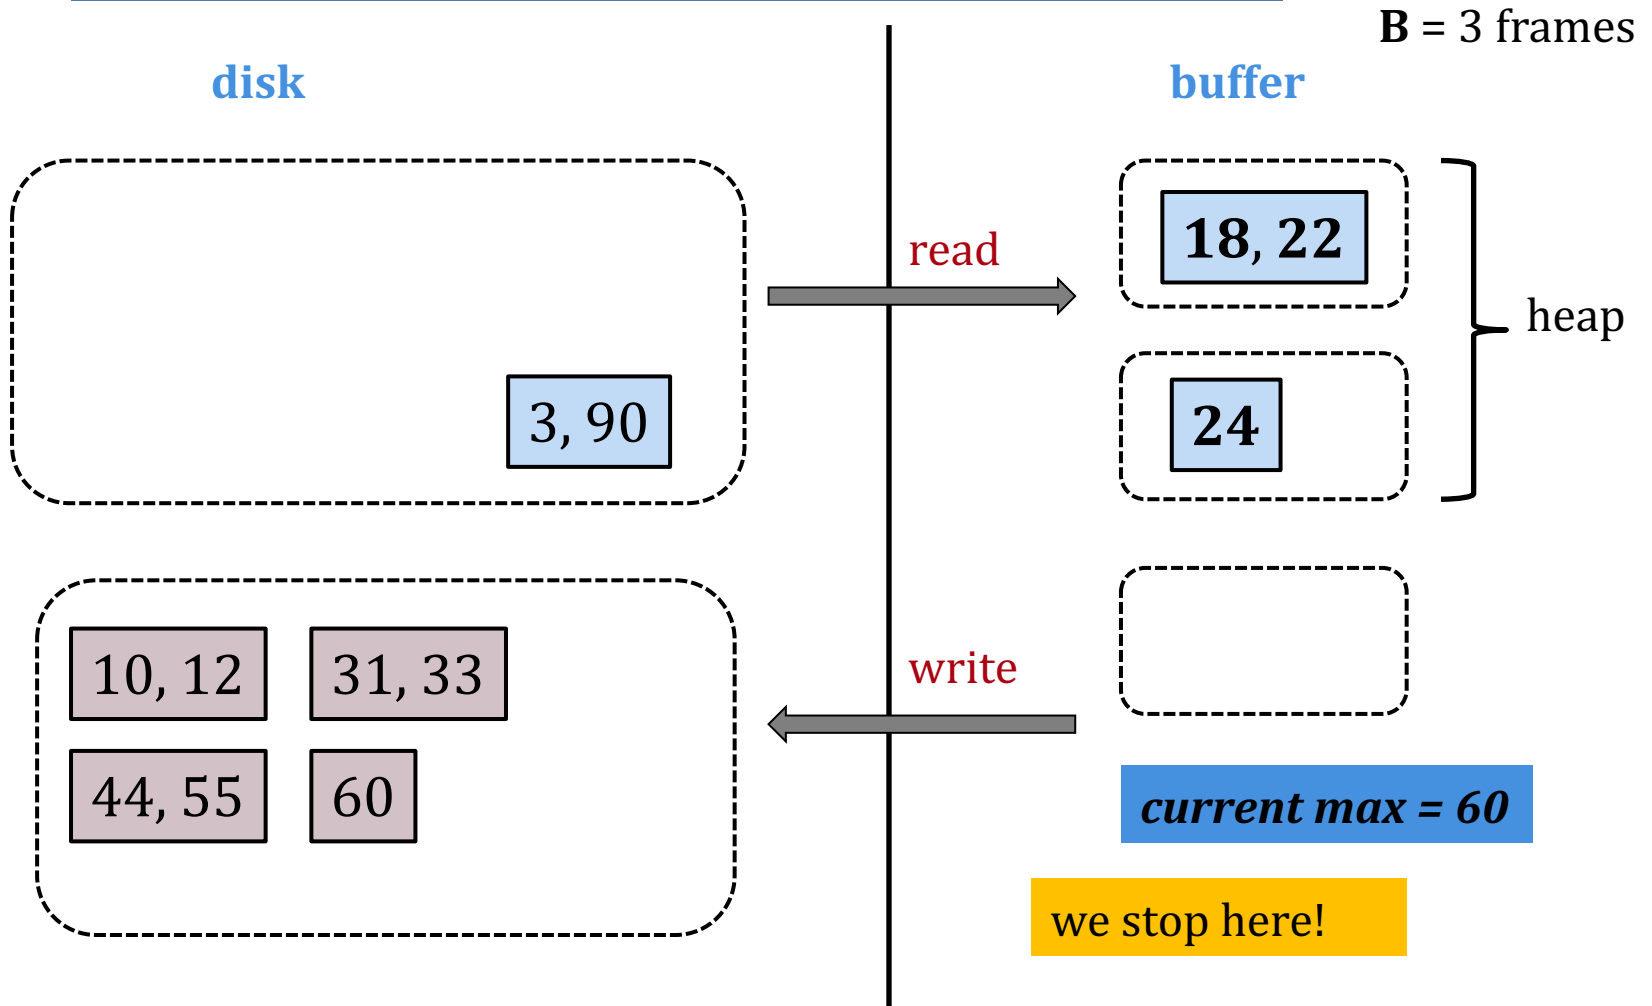 B = 3 frames
disk
buffer
18, 22
read
heap
3, 90
24
10, 12
31, 33
write
44, 55
60
current max = 60
we stop here!